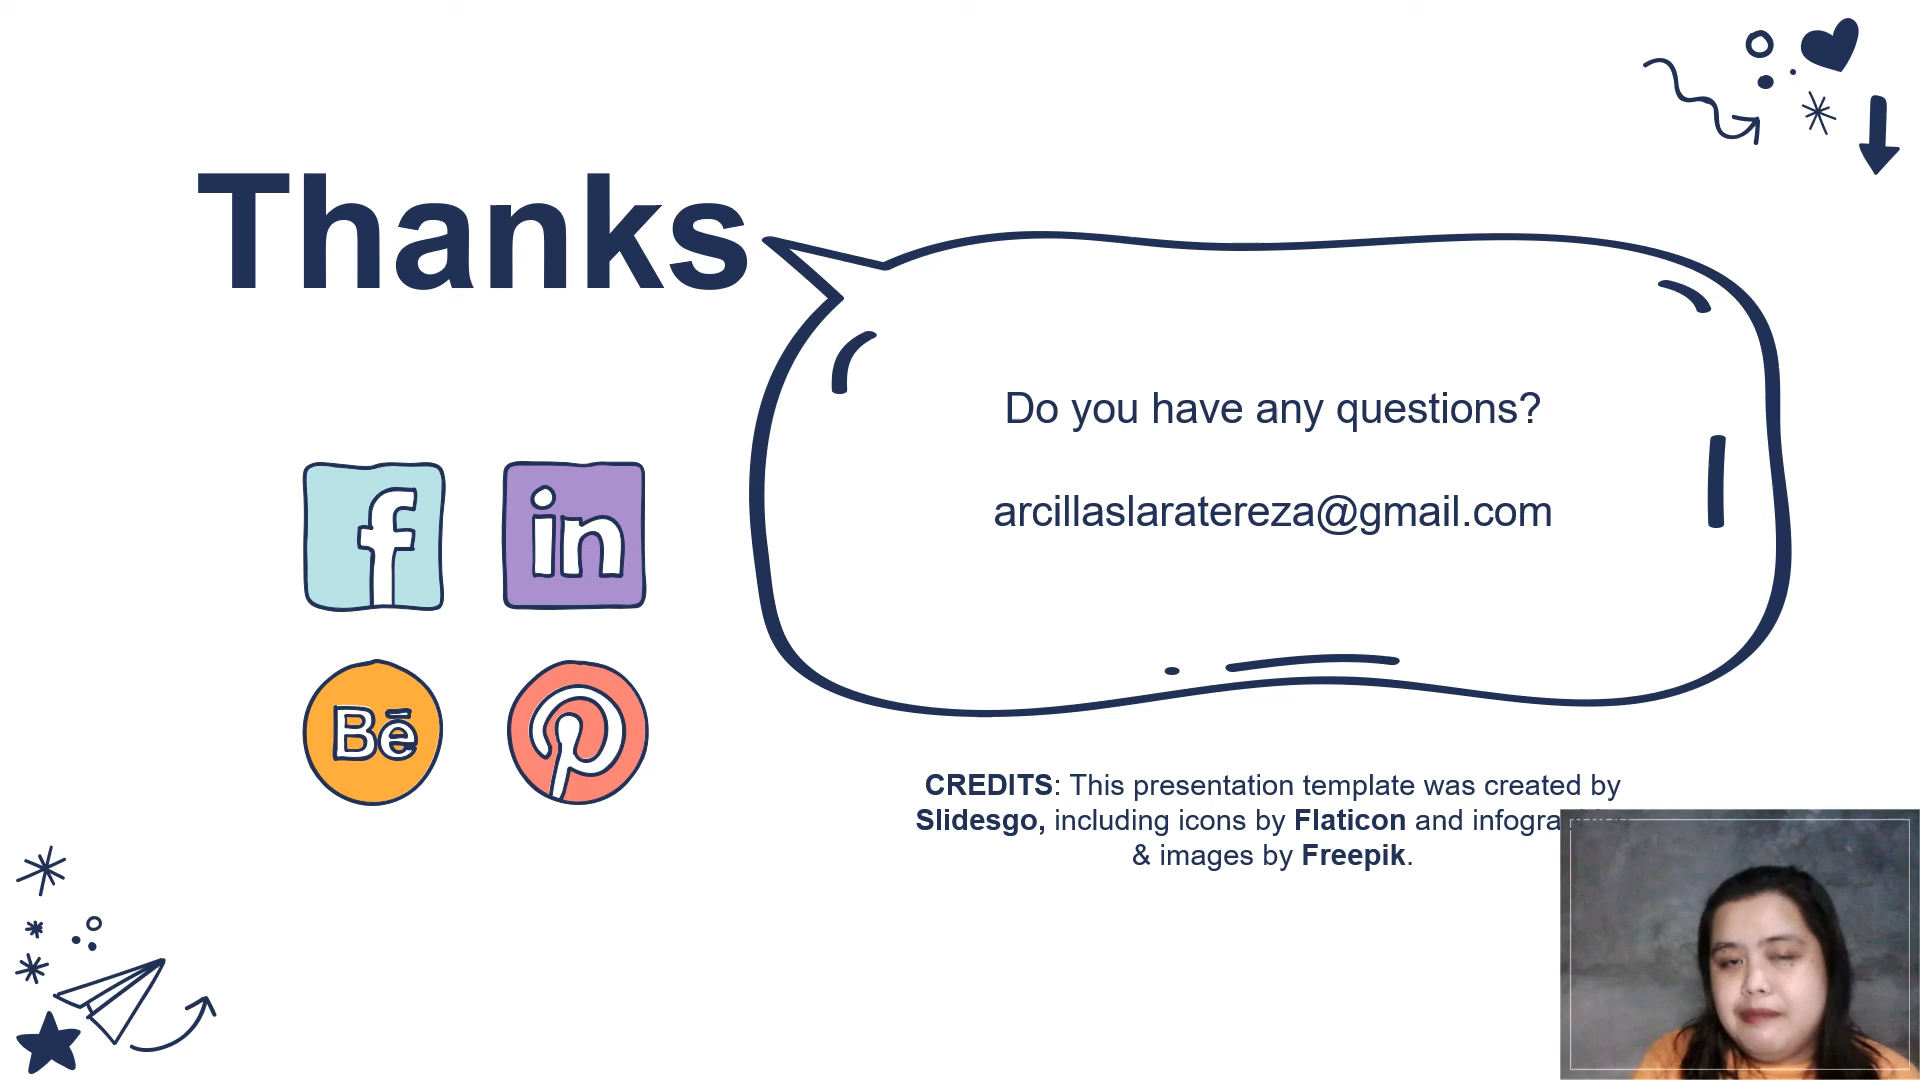 Thanks
Do you have any questions?
arcillaslaratereza@gmail.com
f
in
Bē
CREDITS: This presentation template was created by
Slidesgo, including icons by Flaticon and
& images by Freepik.